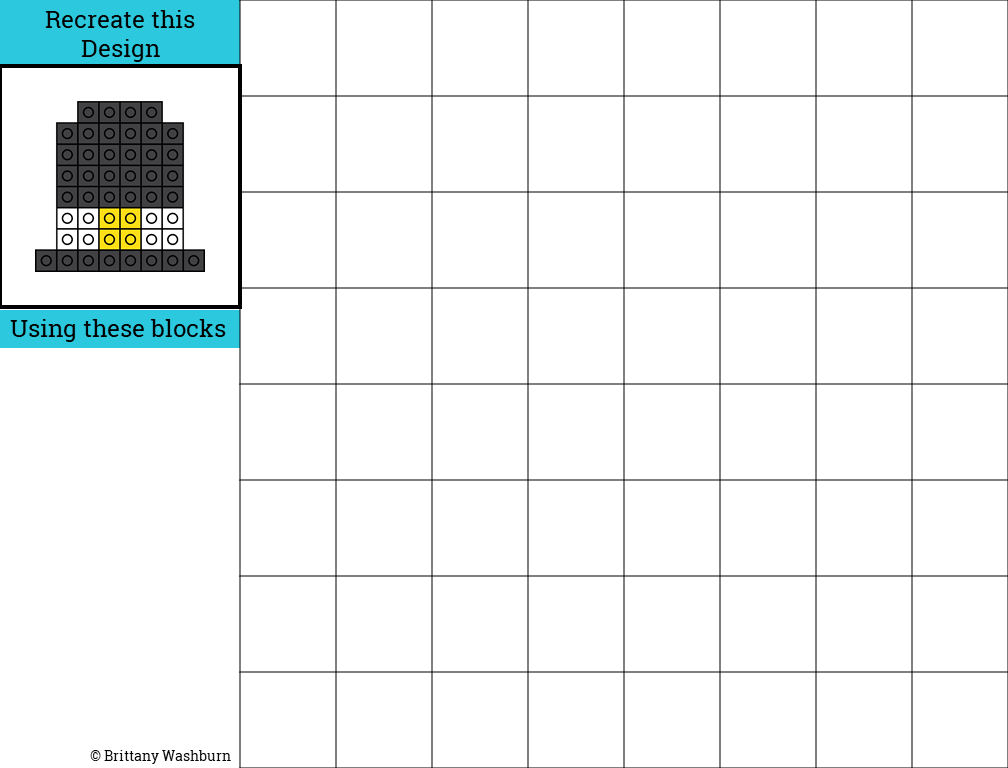 Recreate this
Design
Using these blocks
© Brittany Washburn